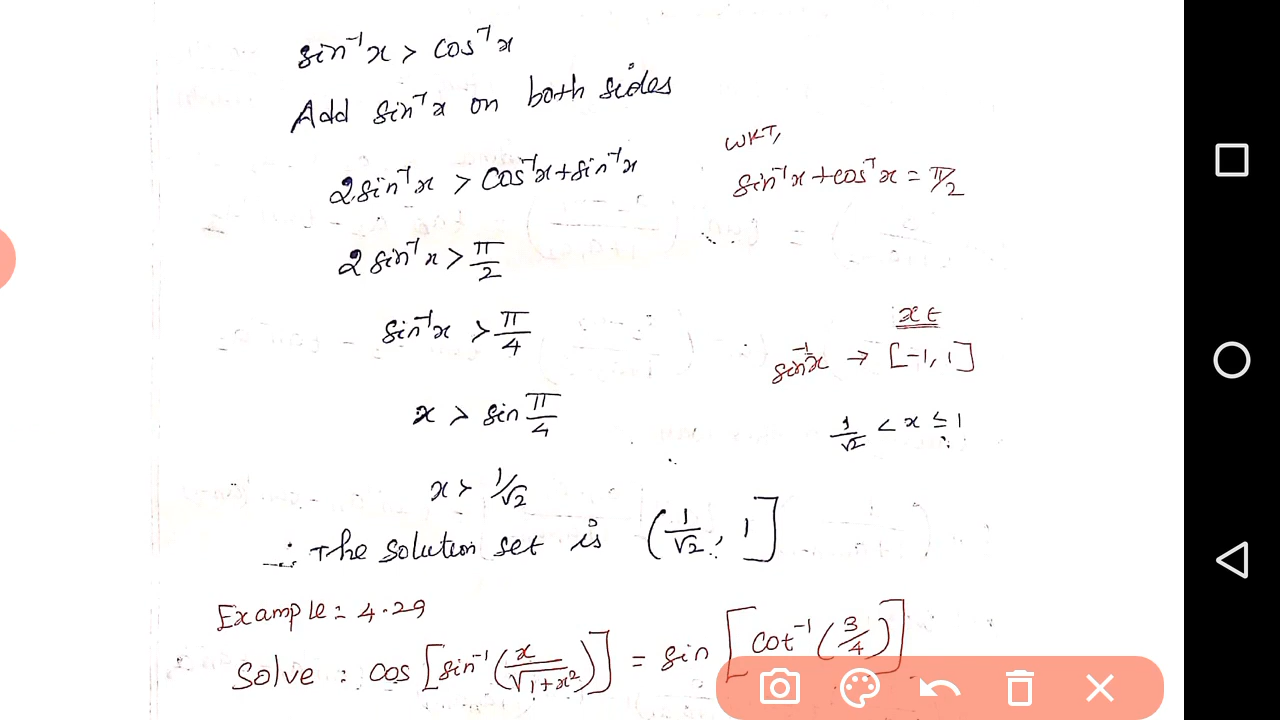 sin⁻¹x > cos⁻¹x
Add sin⁻¹x on both sides
2sin⁻¹x > cos⁻¹x+sin⁻¹x
WKT,
sin⁻¹x+cos⁻¹x = π/2
2 sin⁻¹x > π/2
sin⁻¹x > π/4
x ∈
sin⁻¹x → [-1, 1]
x > sin π/4
1/√2 < x ≤ 1
x > 1/√2
∴ The solution set is (1/√2, 1]
Example: 4.29
Solve : cos [sin⁻¹(x/√1+x²)] = sin [cot⁻¹(3/4)]